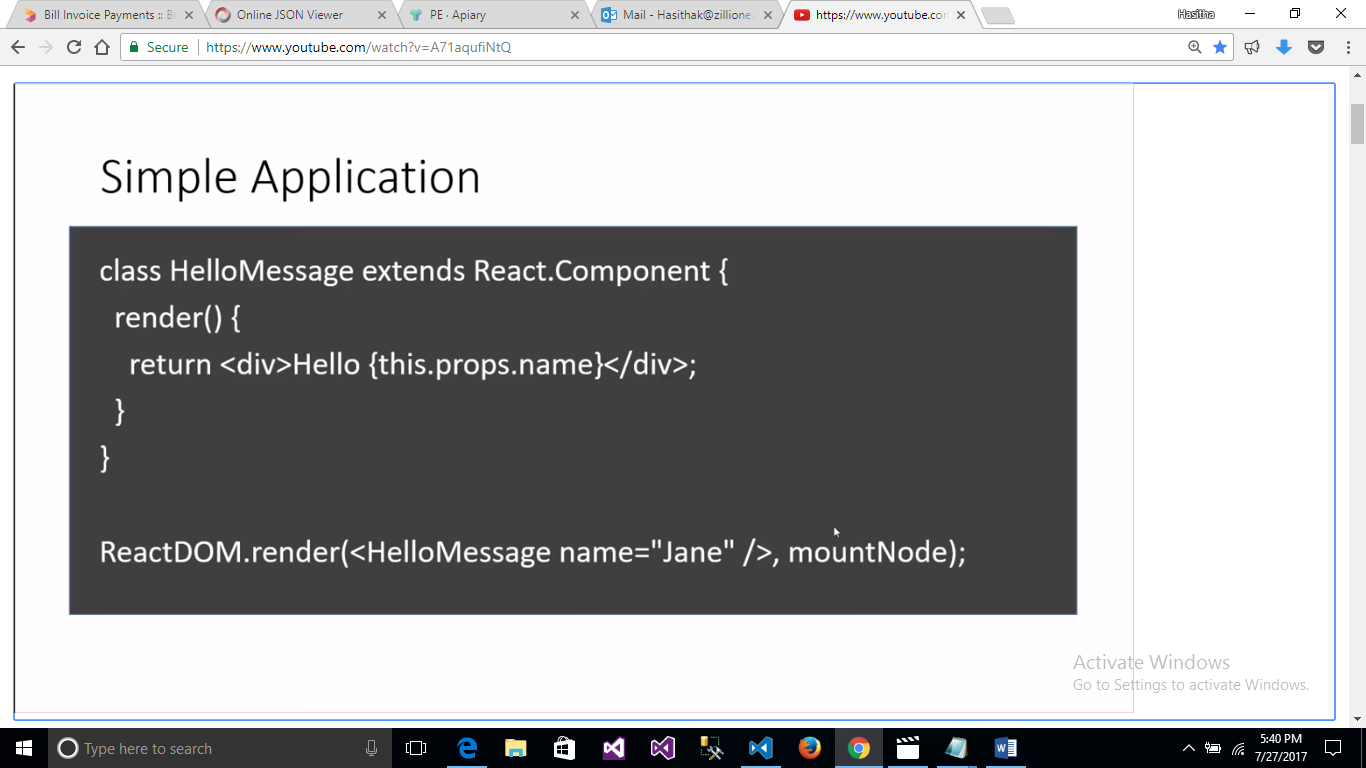 Bill Invoice Payments :: Bi
Online JSON Viewer
PE · Apiary
Mail - Hasithak@zillione.
https://www.youtube.com
Hasitha
Secure
https://www.youtube.com/watch?v=A71aqufiNtQ
Simple Application
class HelloMessage extends React.Component {
render() {
return <div>Hello {this.props.name}</div>;
}
}
ReactDOM.render(<HelloMessage name="Jane" />, mountNode);
Activate Windows
Go to Settings to activate Windows.
Type here to search
5:40 PM
7/27/2017